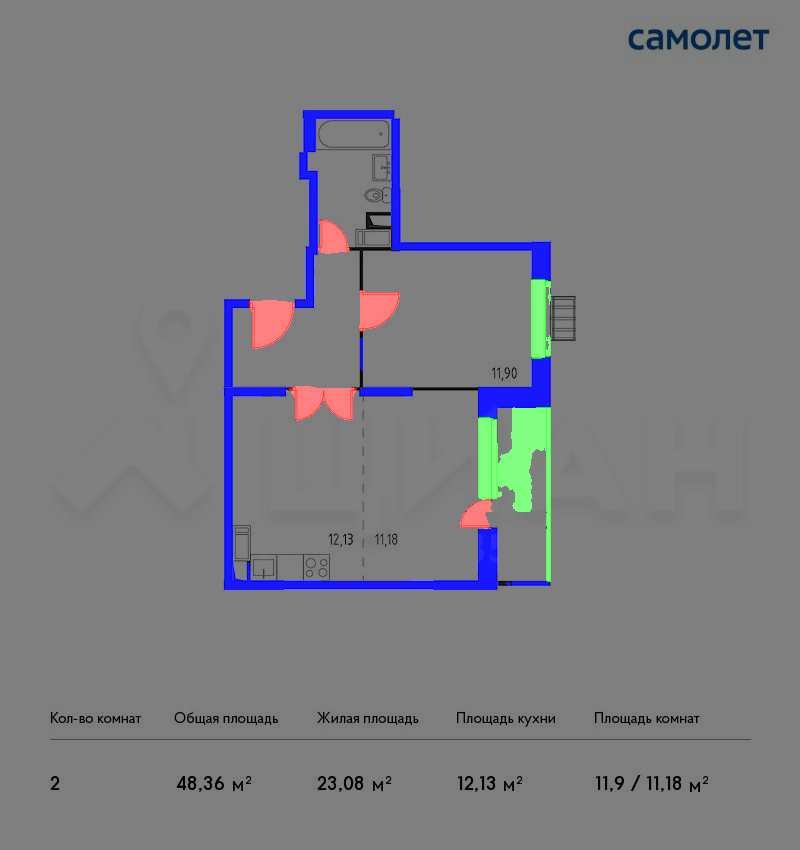 самолет
11,90
ЦИАН
12,13 11,18
Кол-во комнат Общая площадь Жилая площадь Площадь кухни Площадь комнат
2 48,36 м² 23,08 м² 12,13 м² 11,9 / 11,18 м²